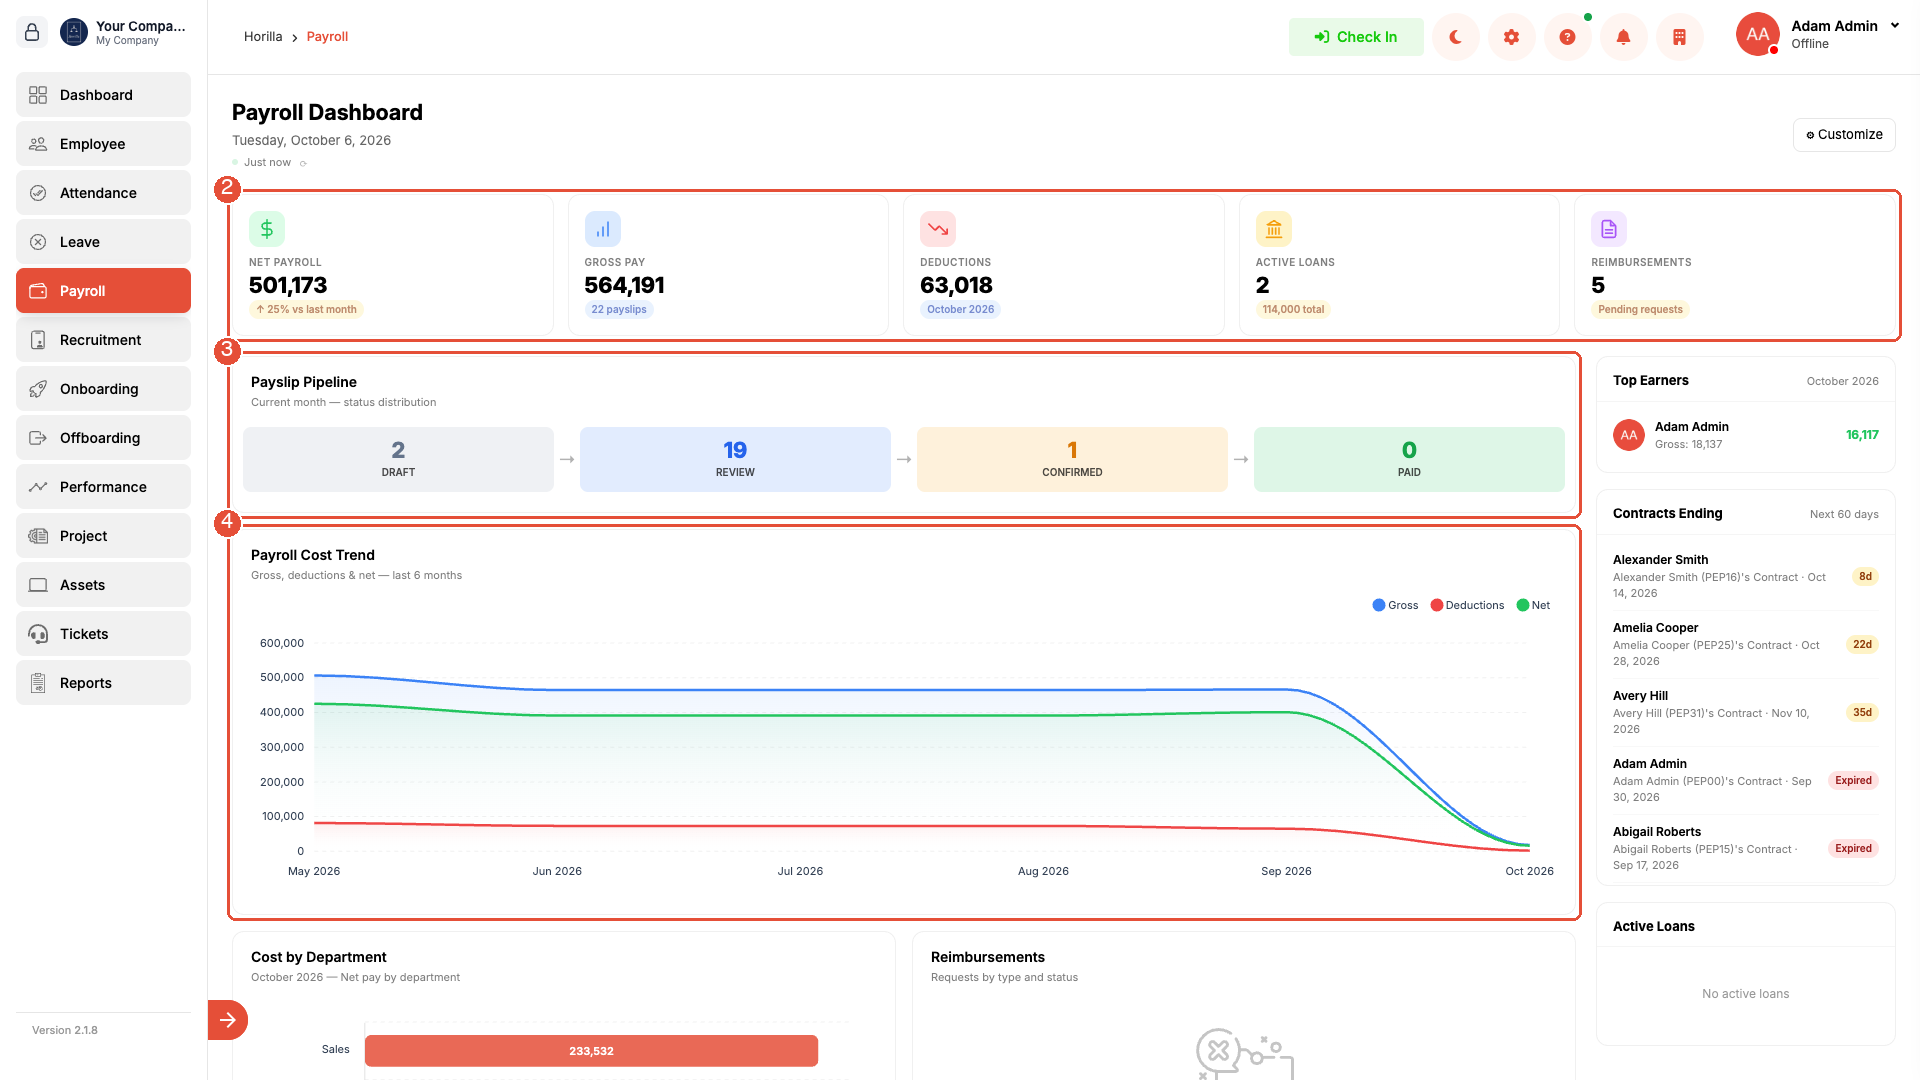 Your Compa...
My Company
Dashboard
Employee
Attendance
Leave
Payroll
Recruitment
Onboarding
Offboarding
Performance
Project
Assets
Tickets
Reports
Version 2.1.8
Horilla > Payroll
Check In
AA
Adam Admin
Offline
Payroll Dashboard
Tuesday, October 6, 2026
Just now
Customize
2
NET PAYROLL
501,173
↑ 25% vs last month
GROSS PAY
564,191
22 payslips
DEDUCTIONS
63,018
October 2026
ACTIVE LOANS
2
114,000 total
REIMBURSEMENTS
5
Pending requests
3
Payslip Pipeline
Current month — status distribution
2
DRAFT
→
19
REVIEW
→
1
CONFIRMED
→
0
PAID
4
Payroll Cost Trend
Gross, deductions & net — last 6 months
Gross Deductions Net
600,000
500,000
400,000
300,000
200,000
100,000
0
May 2026 Jun 2026 Jul 2026 Aug 2026 Sep 2026 Oct 2026
Cost by Department
October 2026 — Net pay by department
Sales 233,532
Reimbursements
Requests by type and status
Top Earners October 2026
AA
Adam Admin
Gross: 18,137
16,117
Contracts Ending Next 60 days
Alexander Smith
Alexander Smith (PEP16)'s Contract · Oct
14, 2026
8d
Amelia Cooper
Amelia Cooper (PEP25)'s Contract · Oct
28, 2026
22d
Avery Hill
Avery Hill (PEP31)'s Contract · Nov 10,
2026
35d
Adam Admin
Adam Admin (PEP00)'s Contract · Sep
30, 2026
Expired
Abigail Roberts
Abigail Roberts (PEP15)'s Contract ·
Sep 17, 2026
Expired
Active Loans
No active loans